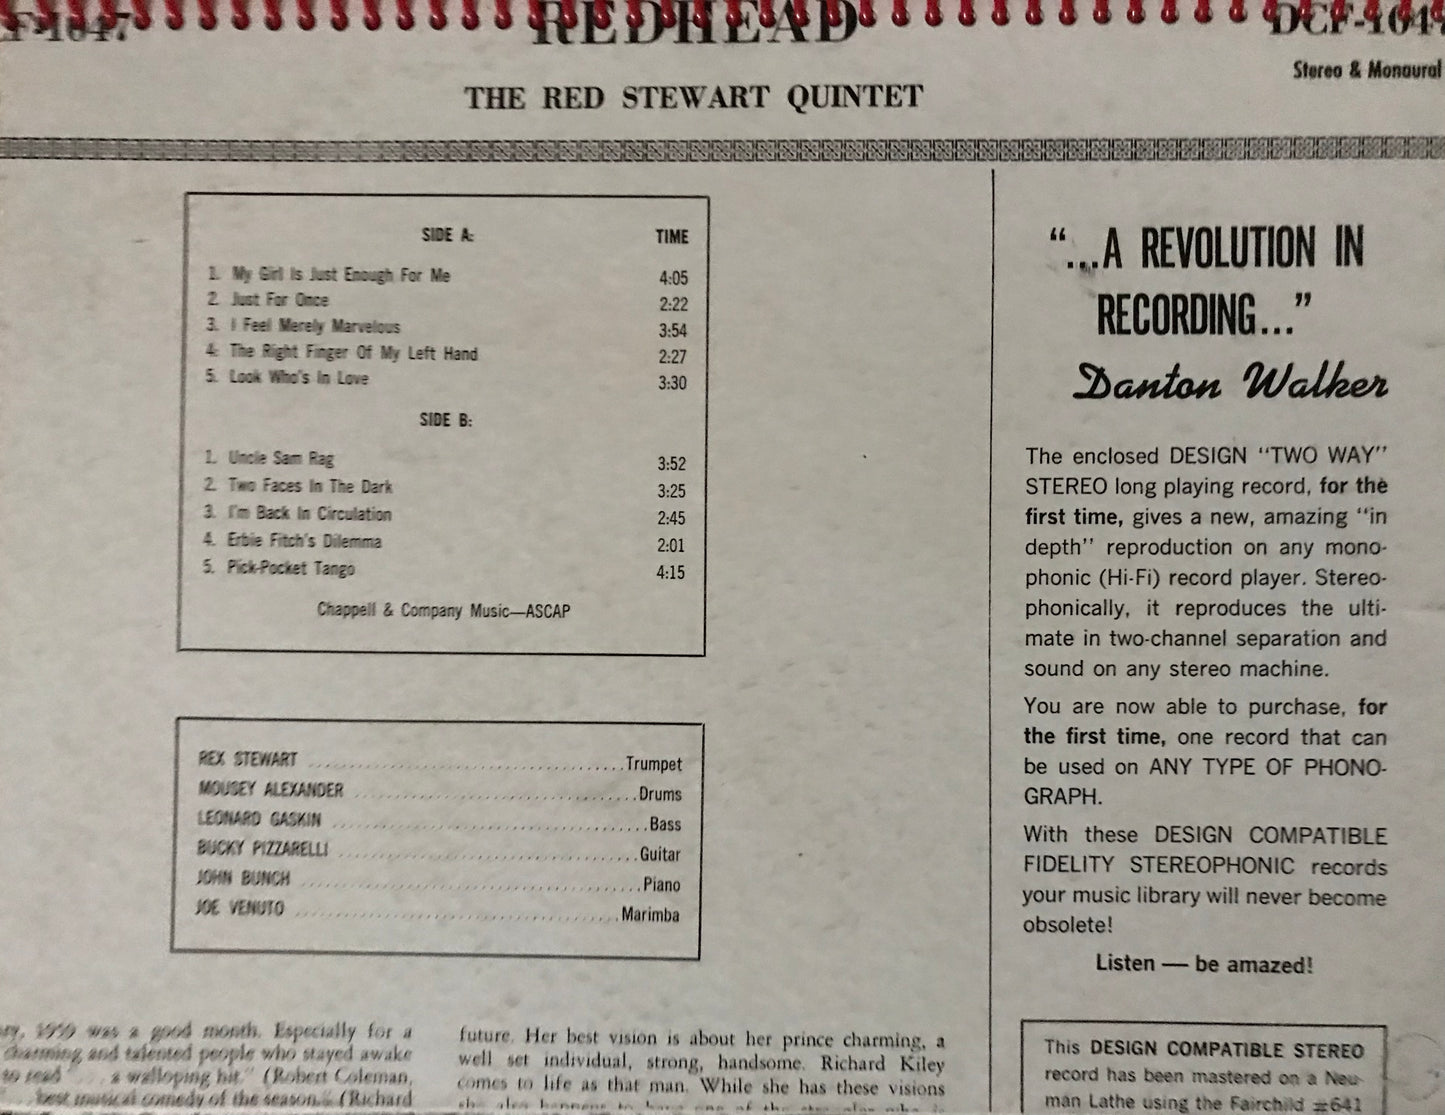 REDHEAD
Stereo & Monaural
THE RED STEWART QUINTET
SIDE A: TIME
1. My Girl Is Just Enough For Me 4:05
2. Just For Once 2:22
3. I Feel Merely Marvelous 3:54
4. The Right Finger Of My Left Hand 2:27
5. Look Who's In Love 3:30
SIDE B:
1. Uncle Sam Rag 3:52
2. Two Faces In The Dark 3:25
3. I'm Back In Circulation 2:45
4. Erbie Fitch's Dilemma 2:01
5. Pick-Pocket Tango 4:15
Chappell & Company Music—ASCAP
REX STEWART ........ Trumpet
MOUSEY ALEXANDER ........ Drums
LEONARD GASKIN ........ Bass
BUCKY PIZZARELLI ........ Guitar
JOHN BUNCH ........ Piano
JOE VENUTO ........ Marimba
1959 was a good month. Especially for a
charming and talented people who stayed awake
to read "... a walloping hit." (Robert Coleman,
best musical comedy of the season." (Richard
future. Her best vision is about her prince charming, a
well set individual, strong, handsome. Richard Kiley
comes to life as that man. While she has these visions
"...A REVOLUTION IN
RECORDING..."
Danton Walker
The enclosed DESIGN "TWO WAY"
STEREO long playing record, for the
first time, gives a new, amazing "in
depth" reproduction on any mono-
phonic (Hi-Fi) record player. Stereo-
phonically, it reproduces the ulti-
mate in two-channel separation and
sound on any stereo machine.
You are now able to purchase, for
the first time, one record that can
be used on ANY TYPE OF PHONO-
GRAPH.
With these DESIGN COMPATIBLE
FIDELITY STEREOPHONIC records
your music library will never become
obsolete!
Listen — be amazed!
This DESIGN COMPATIBLE STEREO
record has been mastered on a Neu-
man Lathe using the Fairchild #641